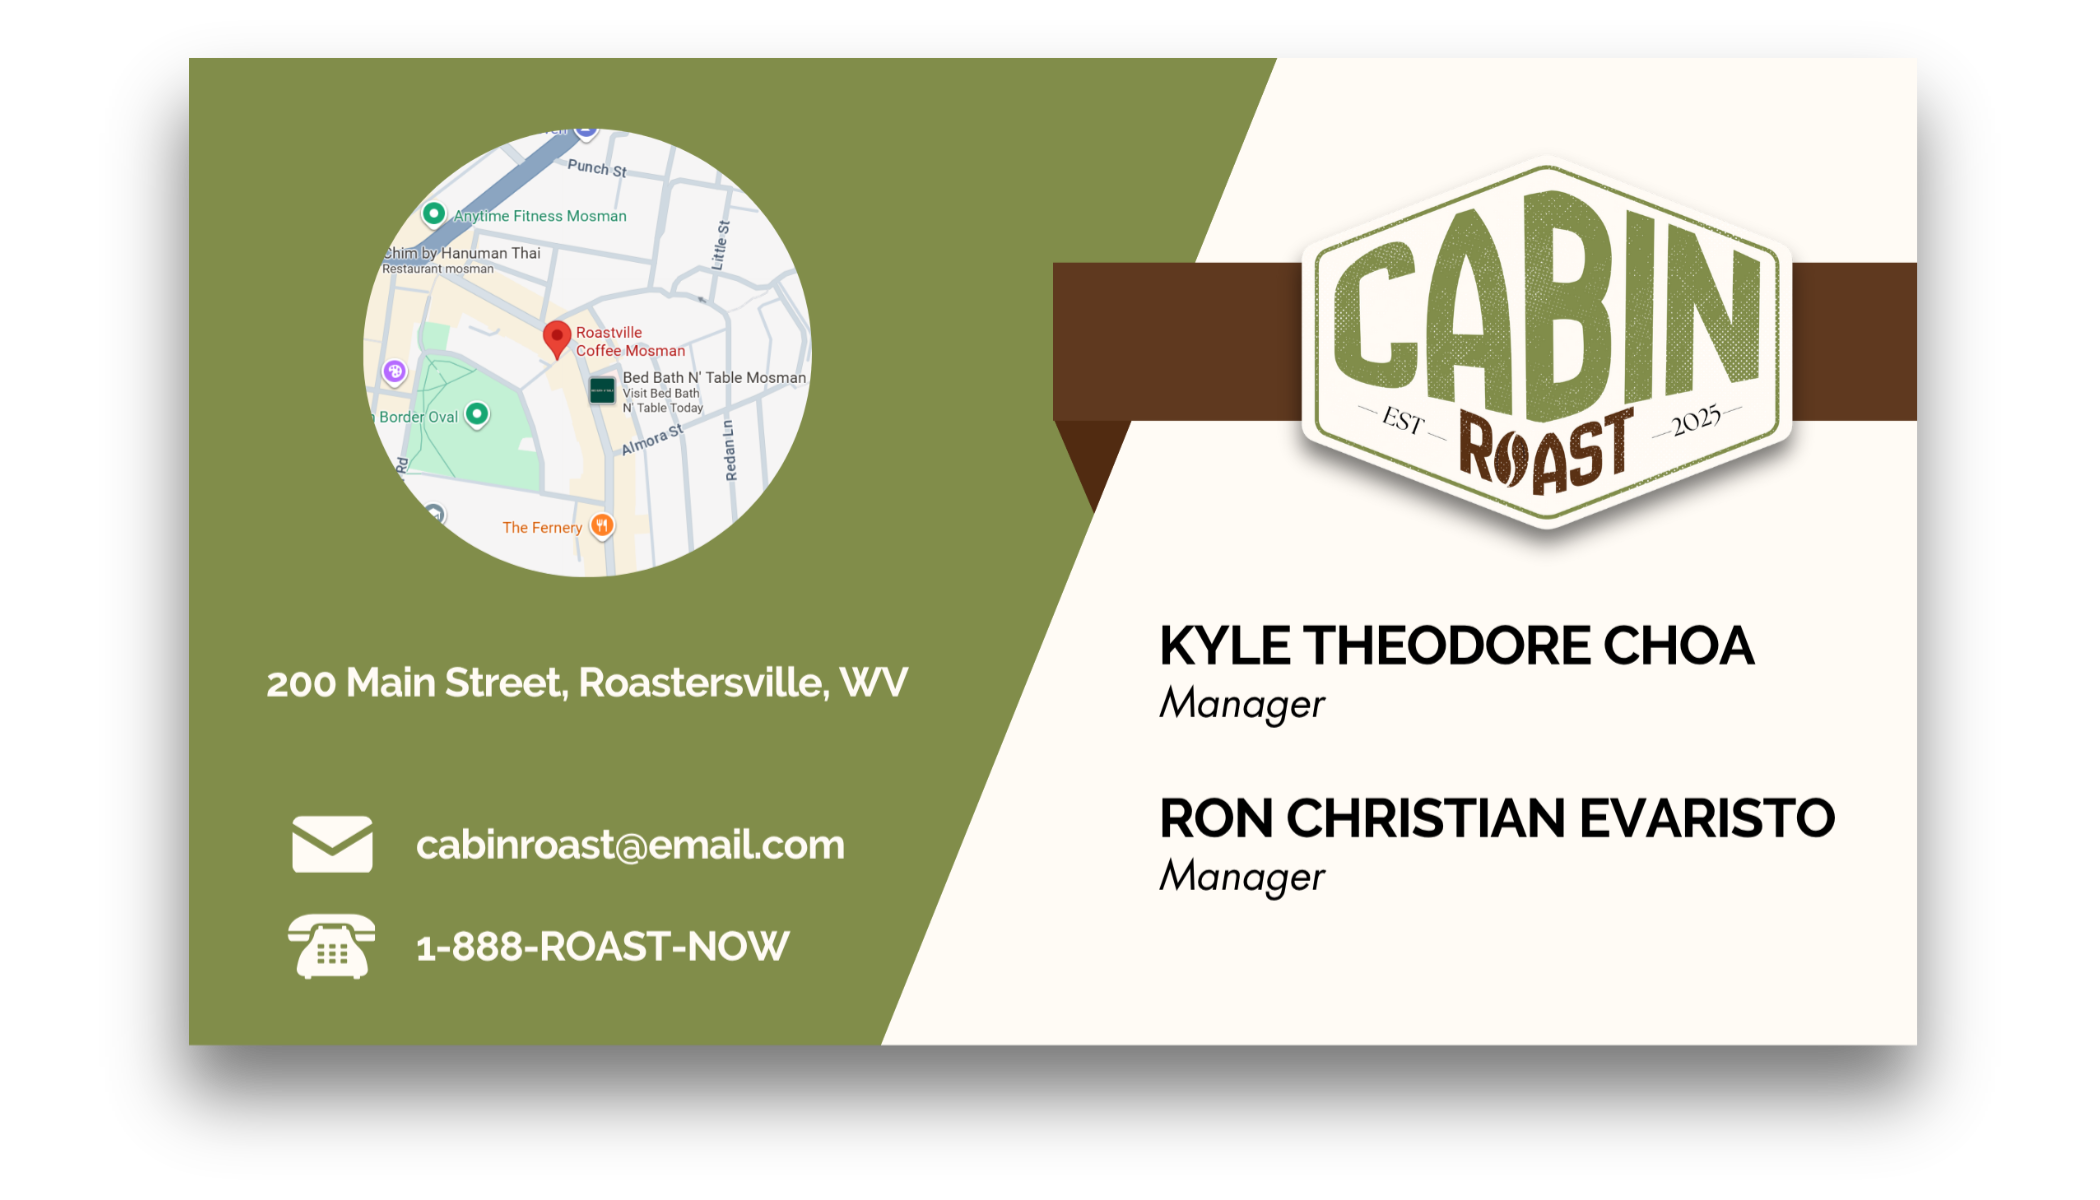 Punch St
Anytime Fitness Mosman
Chim by Hanuman Thai
Restaurant mosman
Little St
Roastville
Coffee Mosman
Bed Bath N' Table Mosman
Visit Bed Bath
N' Table Today
Border Oval
Almora St
Redan Ln
Rd
The Fernery
200 Main Street, Roastersville, WV
cabinroast@email.com
1-888-ROAST-NOW
CABIN
EST
2025
ROAST
KYLE THEODORE CHOA
Manager
RON CHRISTIAN EVARISTO
Manager